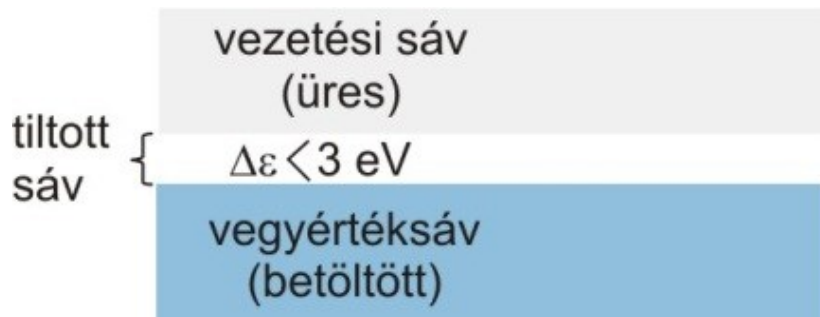 vezetési sáv
(üres)
tiltott
sáv
Δε<3 eV
vegyértéksáv
(betöltött)